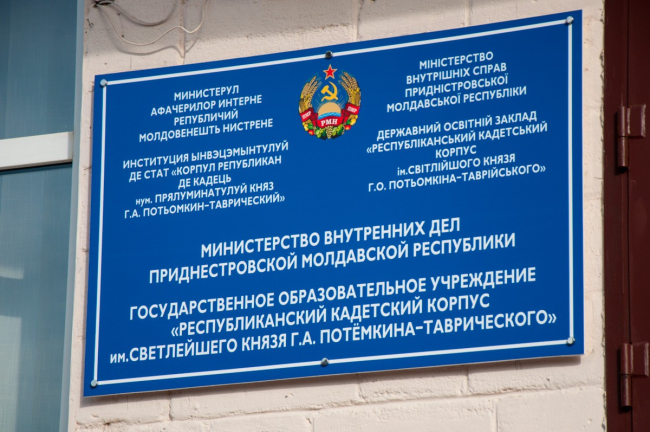 МИНИСТЕРУЛ
АФАЧЕРИЛОР ИНТЕРНЕ
РЕПУБЛИЧИЙ
МОЛДОВЕНЕШТЬ НИСТРЕНЕ
ИНСТИТУЦИЯ ЫНВЭЦЭМЫНТУЛУЙ
ДЕ СТАТ «КОРПУЛ РЕПУБЛИКАН
ДЕ КАДЕЦЬ
нум. ПРЯЛУМИНАТУЛУЙ КНЯЗ
Г.А. ПОТЬОМКИН-ТАВРИЧЕСКИЙ»
РМН
МІНІСТЕРСТВО
ВНУТРІШНІХ СПРАВ
ПРИДНІСТРОВСЬКОЇ
МОЛДАВСЬКОЇ РЕСПУБЛІКИ
ДЕРЖАВНИЙ ОСВІТНІЙ ЗАКЛАД
«РЕСПУБЛІКАНСЬКИЙ КАДЕТСЬКИЙ
КОРПУС
ім.СВІТЛІЙШОГО КНЯЗЯ
Г.О. ПОТЬОМКІНА-ТАВРІЙСЬКОГО»
МИНИСТЕРСТВО ВНУТРЕННИХ ДЕЛ
ПРИДНЕСТРОВСКОЙ МОЛДАВСКОЙ РЕСПУБЛИКИ
ГОСУДАРСТВЕННОЕ ОБРАЗОВАТЕЛЬНОЕ УЧРЕЖДЕНИЕ
«РЕСПУБЛИКАНСКИЙ КАДЕТСКИЙ КОРПУС
им.СВЕТЛЕЙШЕГО КНЯЗЯ Г.А. ПОТЁМКИНА-ТАВРИЧЕСКОГО»